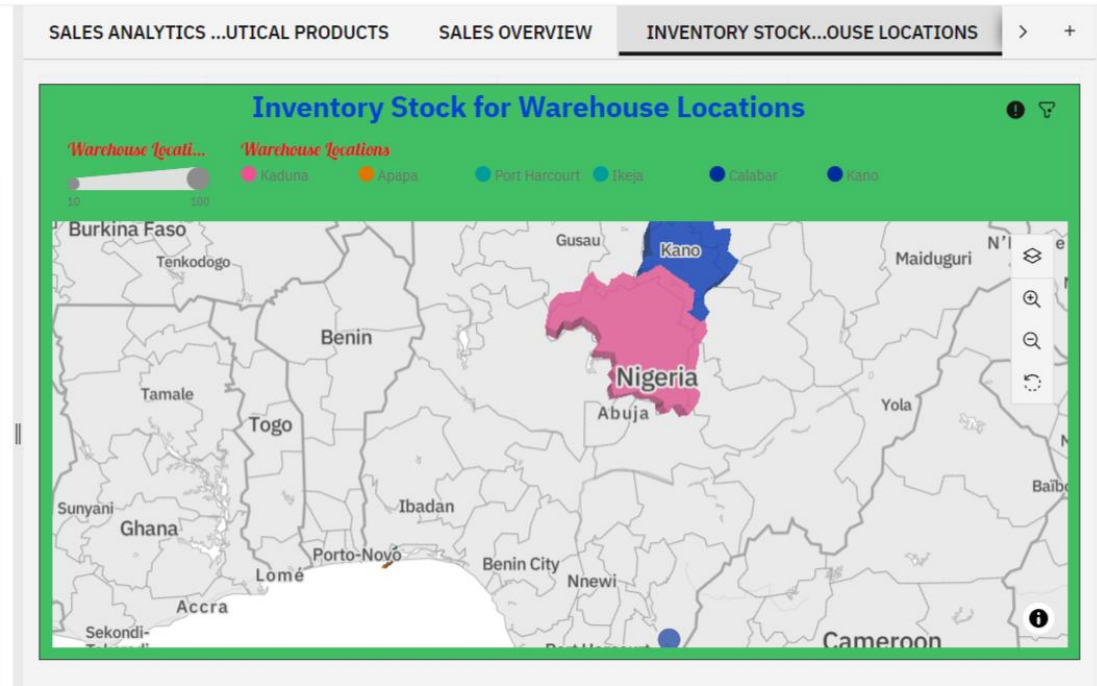 SALES ANALYTICS ...UTICAL PRODUCTS SALES OVERVIEW INVENTORY STOCK...OUSE LOCATIONS
Inventory Stock for Warehouse Locations
Warehouse Locati... Warehouse Locations
Kaduna Apapa Port Harcourt Ikeja Calabar Kano
10 100
Burkina Faso
Gusau
Kano
Maiduguri
Tenkodogo
Benin
Nigeria
Tamale
Abuja
Yola
Togo
Sunyani
Ibadan
Ghana
Porto-Novo
Benin City
Lomé
Nnewi
Accra
Sekondi-
Cameroon